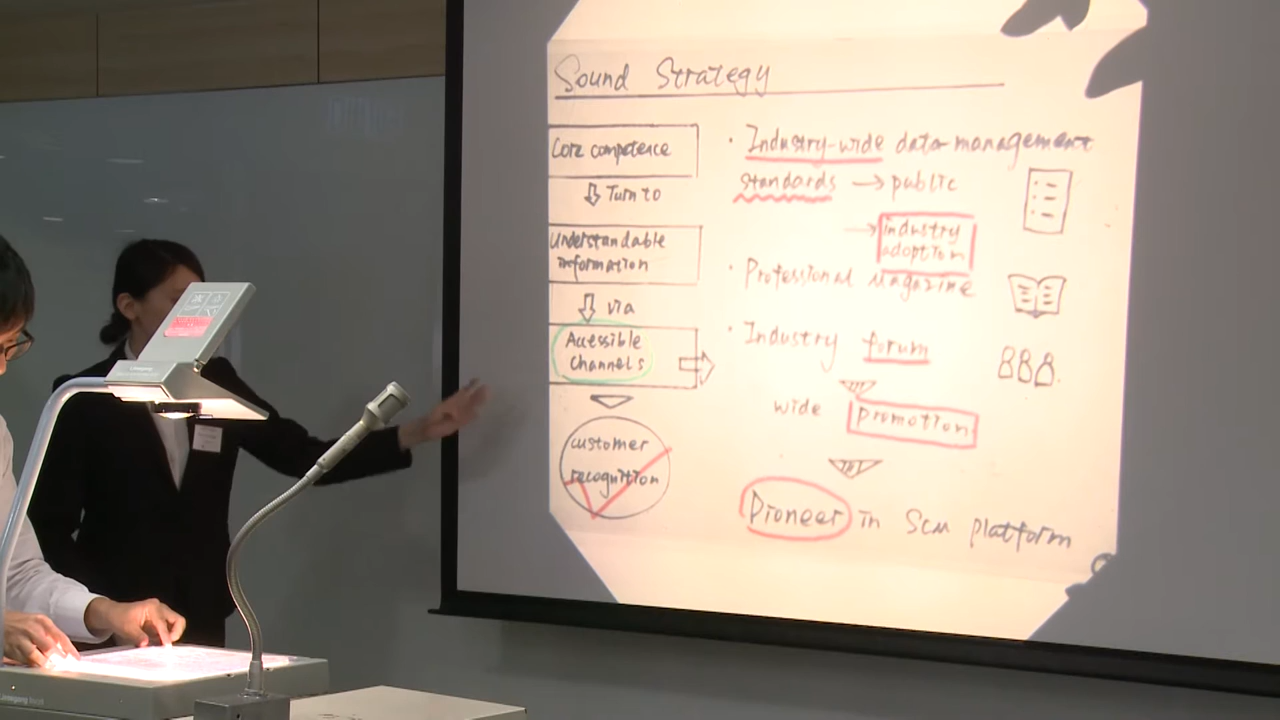 Sound Strategy
Core competence
Turn to
Understandable
information
via
Accessible
Channels
customer
recognition
· Industry-wide data management
standards → public
→ industry
adoption
· Professional Magazine
· Industry forum
wide promotion
Pioneer in SCM platform